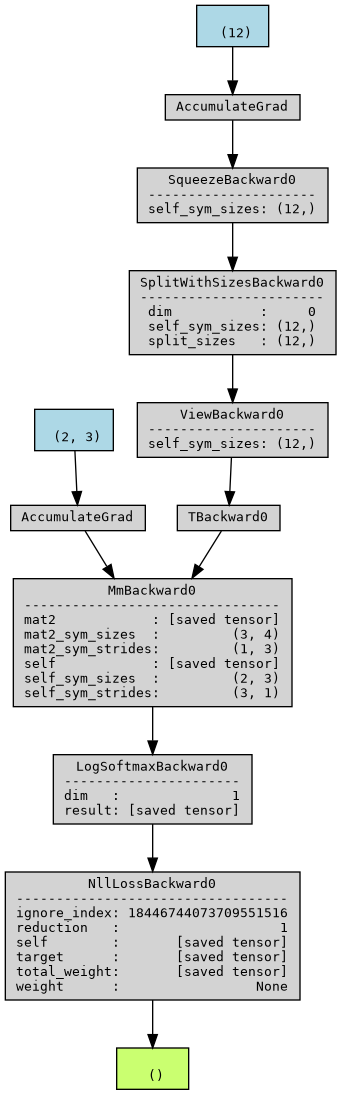 (12)
AccumulateGrad
SqueezeBackward0
---------------------
self_sym_sizes: (12,)
SplitWithSizesBackward0
-----------------------
dim           :     0
self_sym_sizes: (12,)
split_sizes   : (12,)
(2, 3)
ViewBackward0
---------------------
self_sym_sizes: (12,)
AccumulateGrad
TBackward0
MmBackward0
--------------------------------
mat2            : [saved tensor]
mat2_sym_sizes  :         (3, 4)
mat2_sym_strides:         (1, 3)
self            : [saved tensor]
self_sym_sizes  :         (2, 3)
self_sym_strides:         (3, 1)
LogSoftmaxBackward0
----------------------
dim   :              1
result: [saved tensor]
NllLossBackward0
----------------------------------
ignore_index: 18446744073709551516
reduction   :                    1
self        :       [saved tensor]
target      :       [saved tensor]
total_weight:       [saved tensor]
weight      :                 None
()